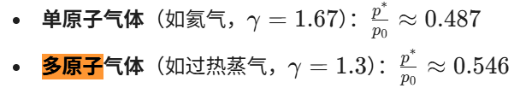 • 单原子气体（如氦气，γ = 1.67）：p*/p₀ ≈ 0.487
• 多原子气体（如过热蒸气，γ = 1.3）：p*/p₀ ≈ 0.546